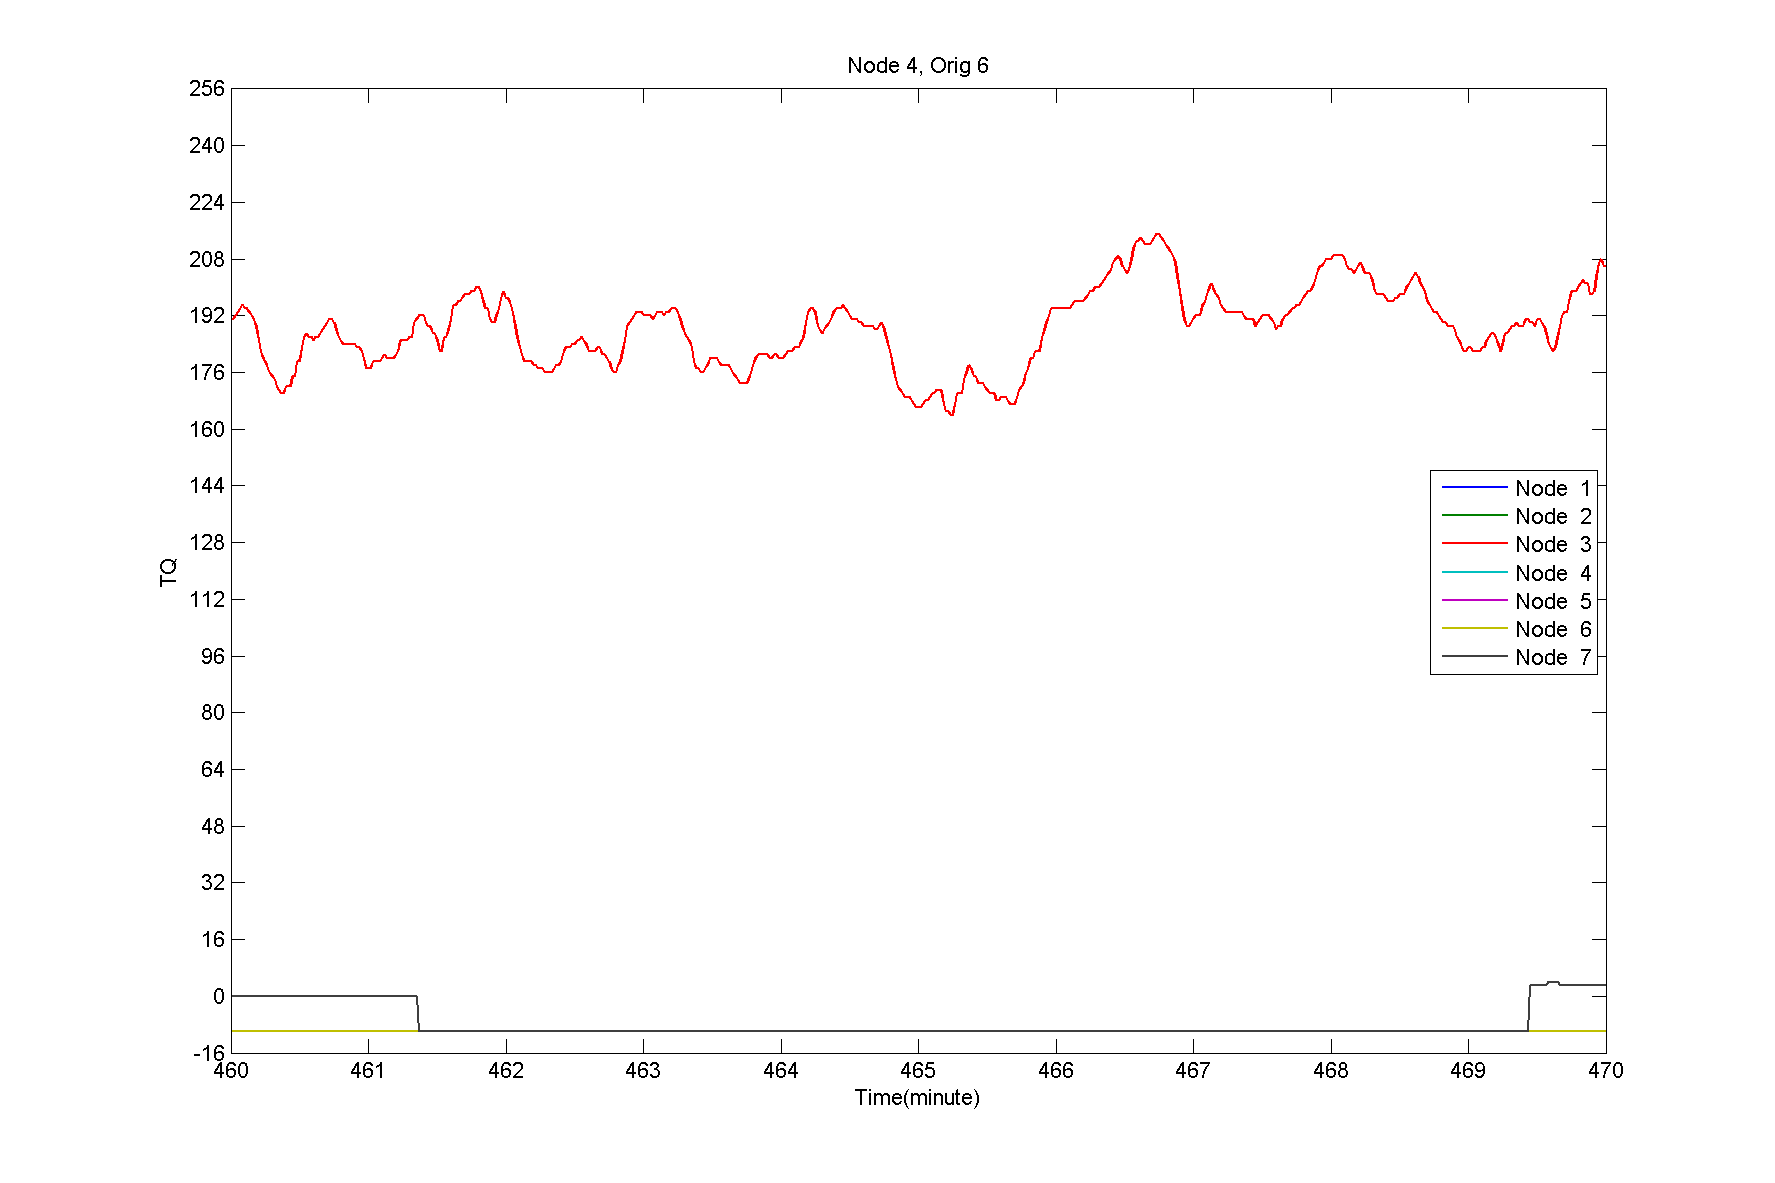 Node 4, Orig 6
256
240
224
208
192
176
160
144
128
112
96
80
64
48
32
16
0
-16
TQ
Node 1
Node 2
Node 3
Node 4
Node 5
Node 6
Node 7
460 461 462 463 464 465 466 467 468 469 470
Time(minute)